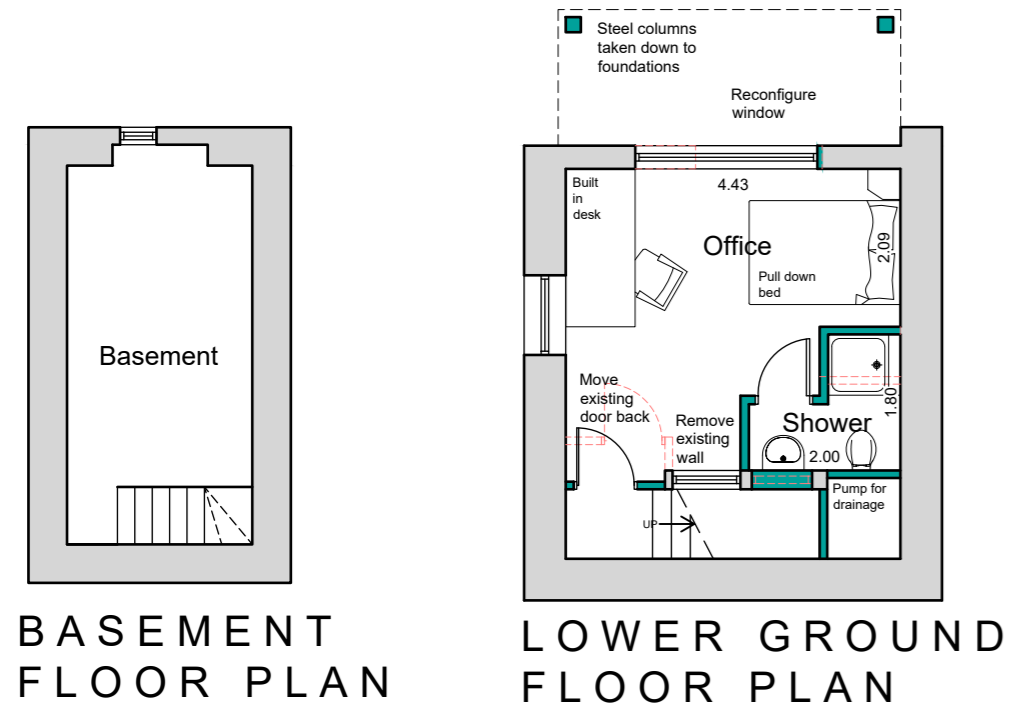 Basement
BASEMENT
FLOOR PLAN
Steel columns
taken down to
foundations
Reconfigure
window
Built
in
desk
4.43
Office
2.09
Pull down
bed
Move
existing
door back
Remove
existing
wall
1.80
Shower
2.00
Pump for
drainage
UP
LOWER GROUND
FLOOR PLAN